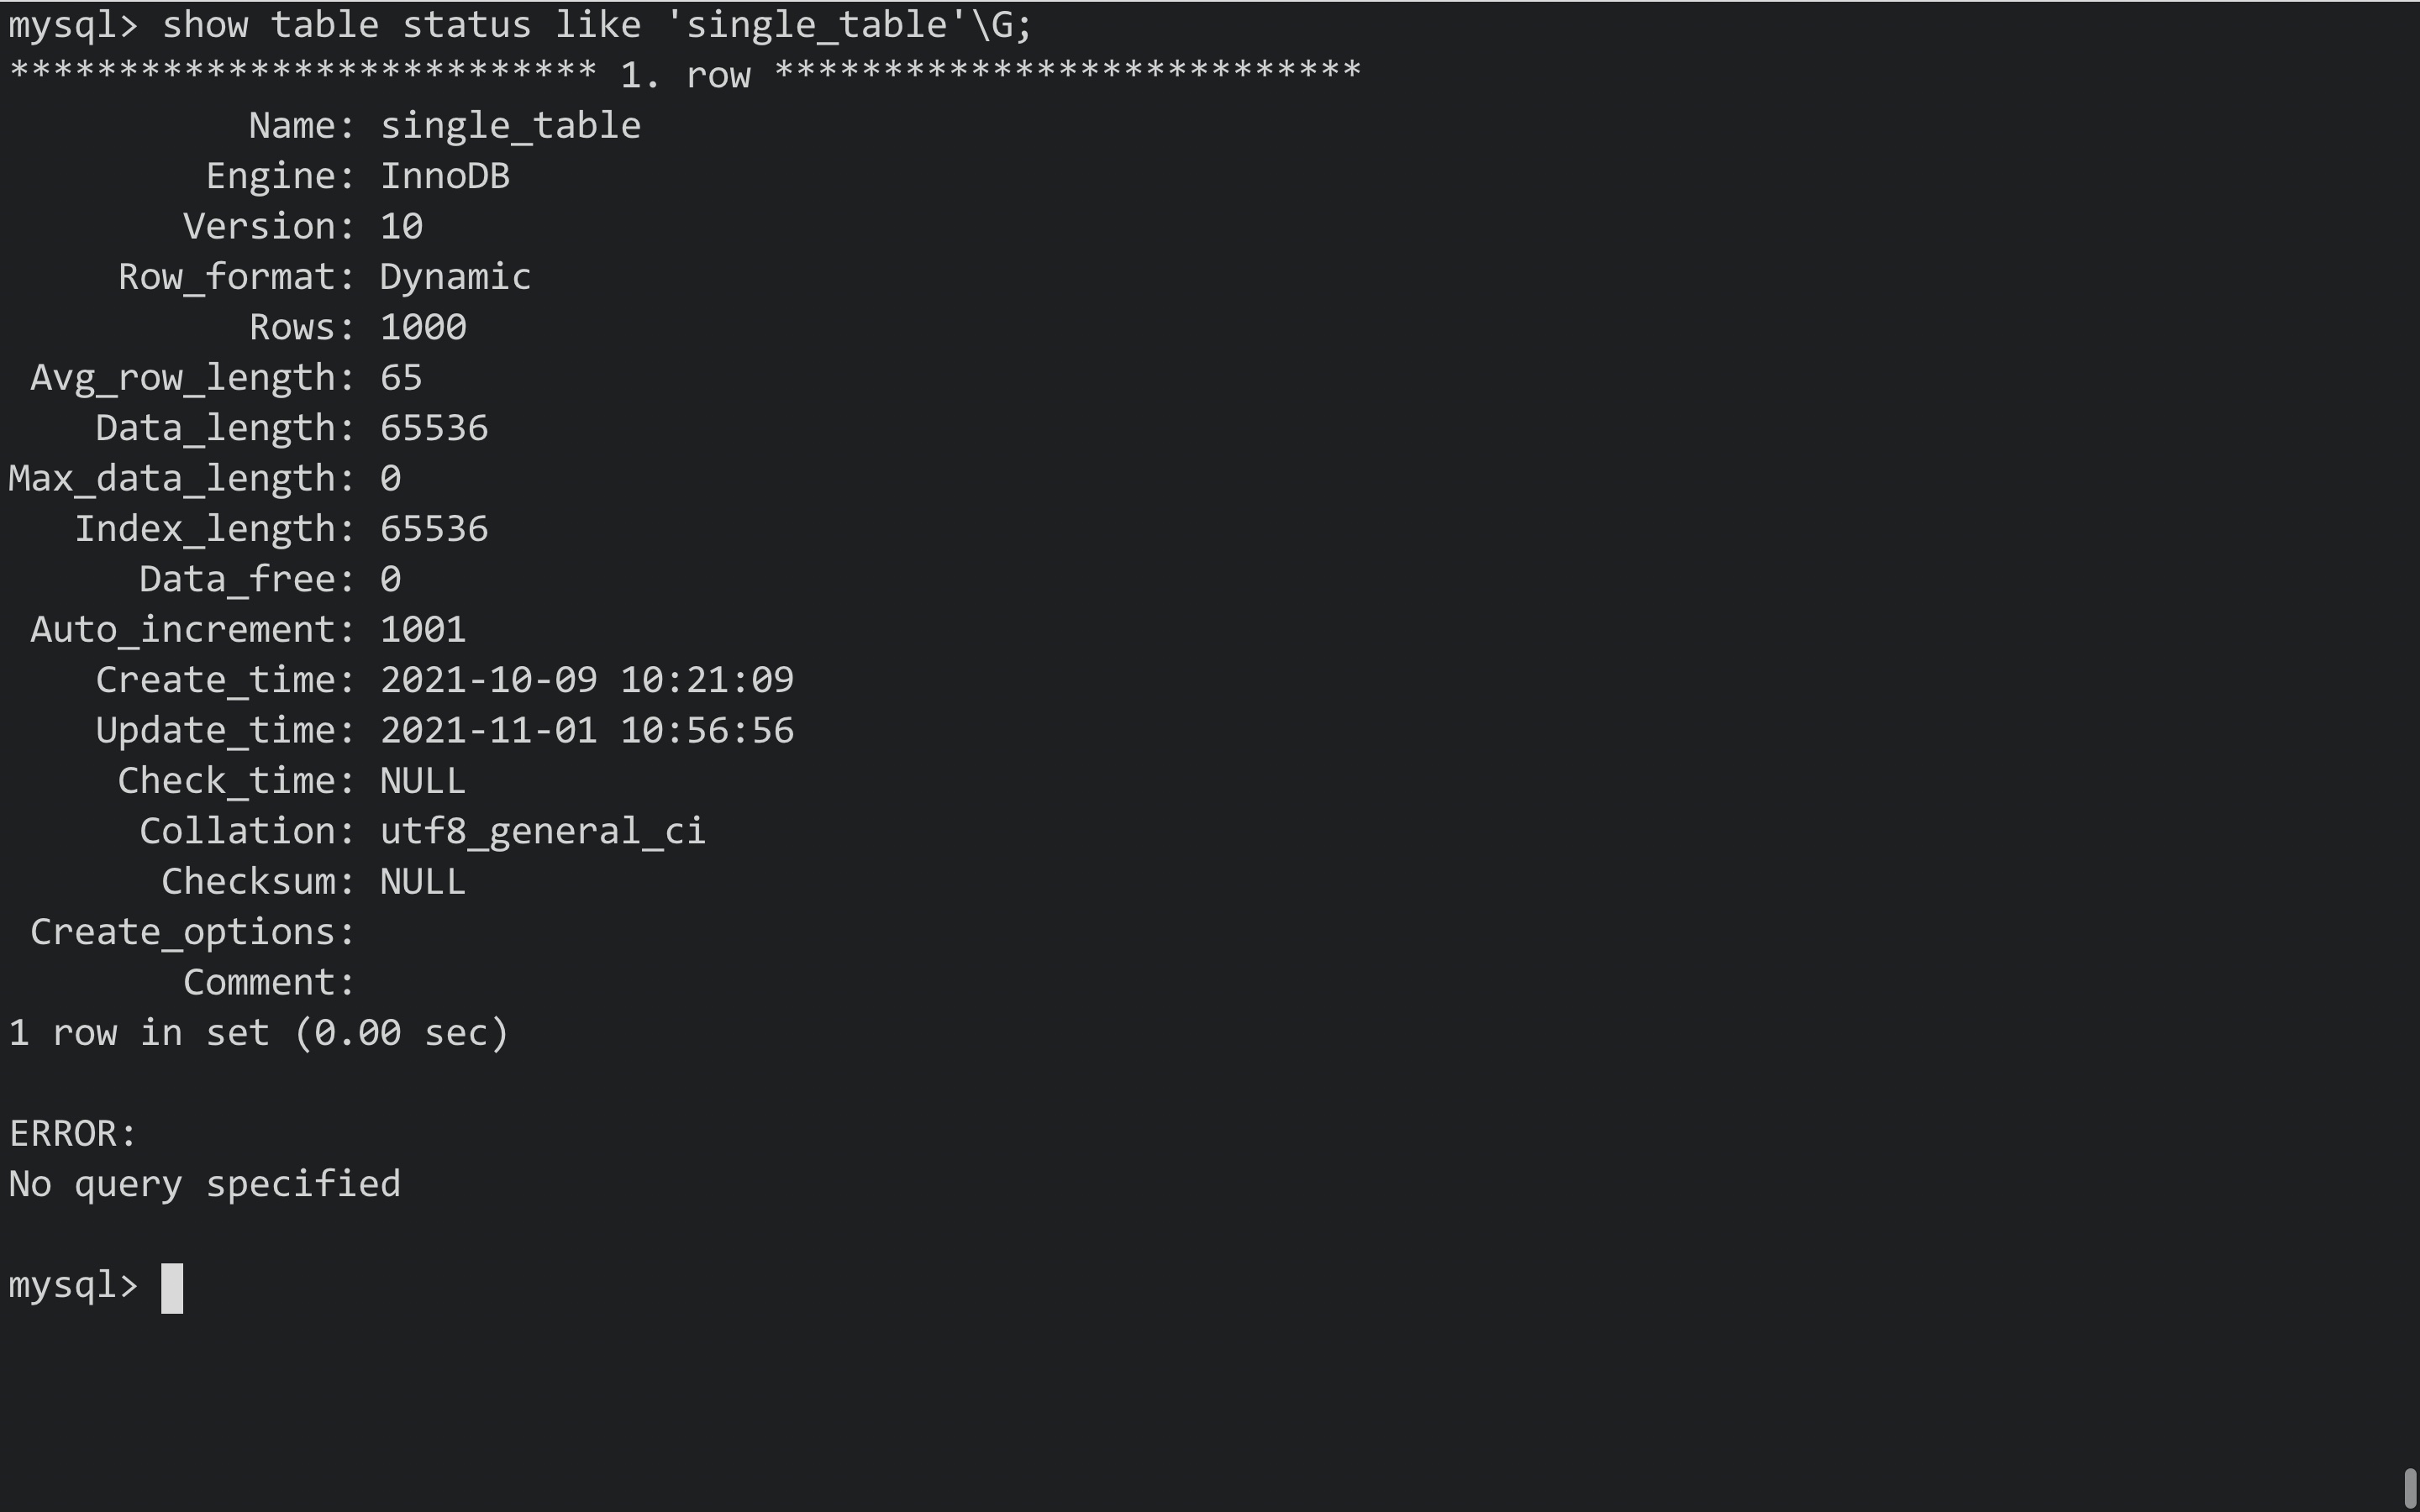 mysql> show table status like 'single_table'\G;
*************************** 1. row ***************************
Name: single_table
Engine: InnoDB
Version: 10
Row_format: Dynamic
Rows: 1000
Avg_row_length: 65
Data_length: 65536
Max_data_length: 0
Index_length: 65536
Data_free: 0
Auto_increment: 1001
Create_time: 2021-10-09 10:21:09
Update_time: 2021-11-01 10:56:56
Check_time: NULL
Collation: utf8_general_ci
Checksum: NULL
Create_options:
Comment:
1 row in set (0.00 sec)
ERROR:
No query specified
mysql>